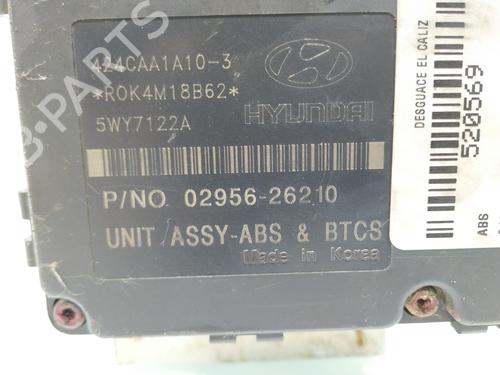 424CAA1A10-3
*R0K4M18B62*
5WY7122A
HYUNDAI
P/NO 02956-26210
UNIT ASSY-ABS & BTCS
Made in Korea
DESGUACE EL CALIZ
520569
ABS